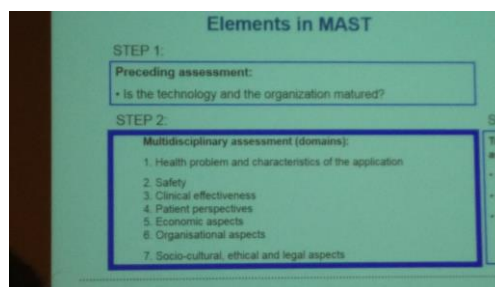 Elements in MAST
STEP 1:
Preceding assessment:
• Is the technology and the organization matured?
STEP 2:
Multidisciplinary assessment (domains):
1. Health problem and characteristics of the application
2. Safety
3. Clinical effectiveness
4. Patient perspectives
5. Economic aspects
6. Organisational aspects
7. Socio-cultural, ethical and legal aspects